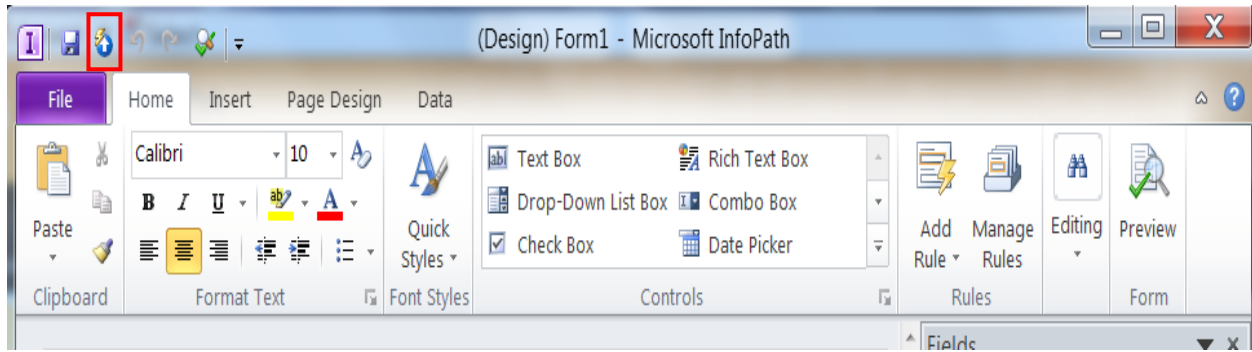 (Design) Form1 - Microsoft InfoPath
File Home Insert Page Design Data
Calibri 10
Text Box Rich Text Box
B I U ab A
Drop-Down List Box Combo Box
Paste Quick Styles Check Box Date Picker Add Rule Manage Rules Editing Preview
Clipboard Format Text Font Styles Controls Rules Form
Fields